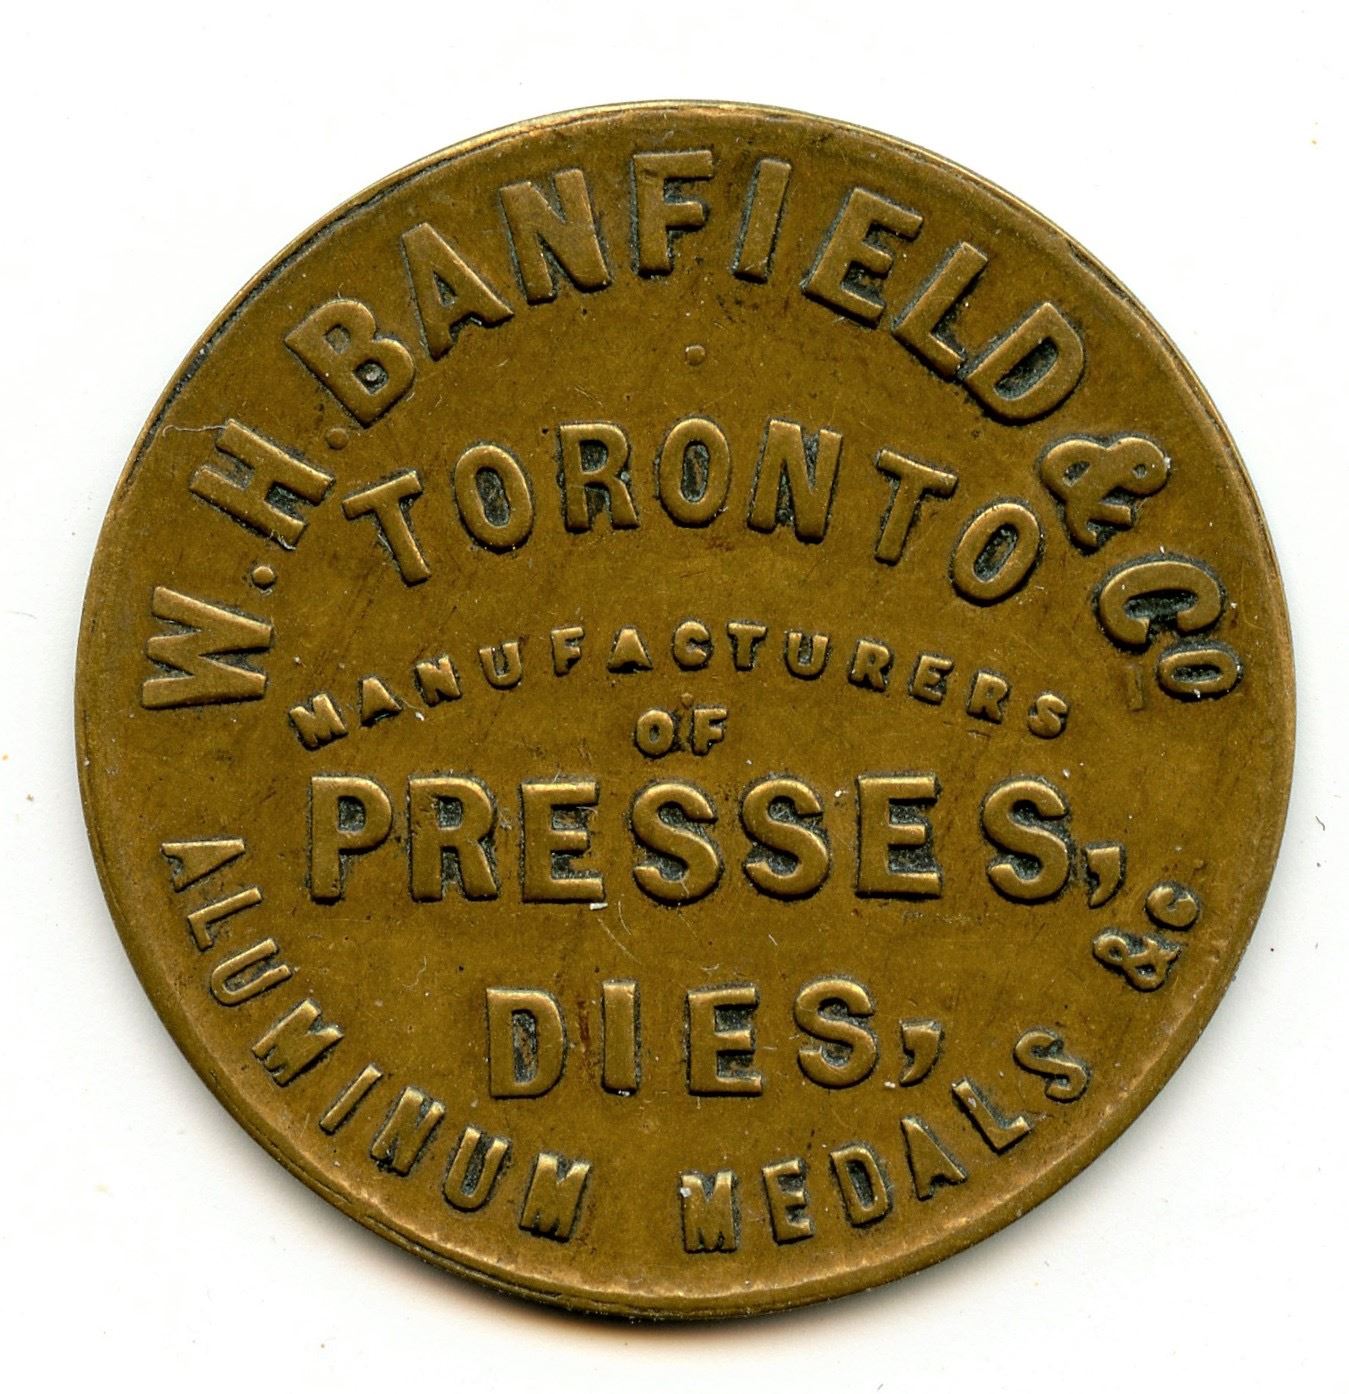 W.H.BANFIELD & Co
TORONTO
MANUFACTURERS
OF
PRESSES,
DIES,
ALUMINUM MEDALS &c